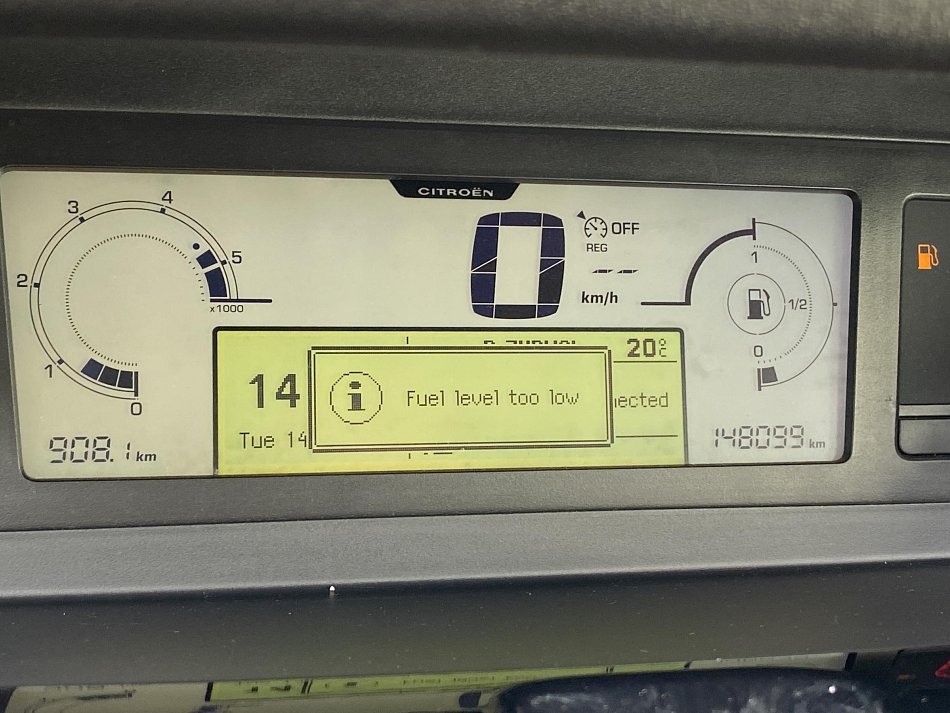 CITROËN
4
3
5
2
x1000
1
0
908.1 km
0
OFF
REG
km/h
1
1/2
0
148099 km
20°C
14
Fuel level too low
Tue 14